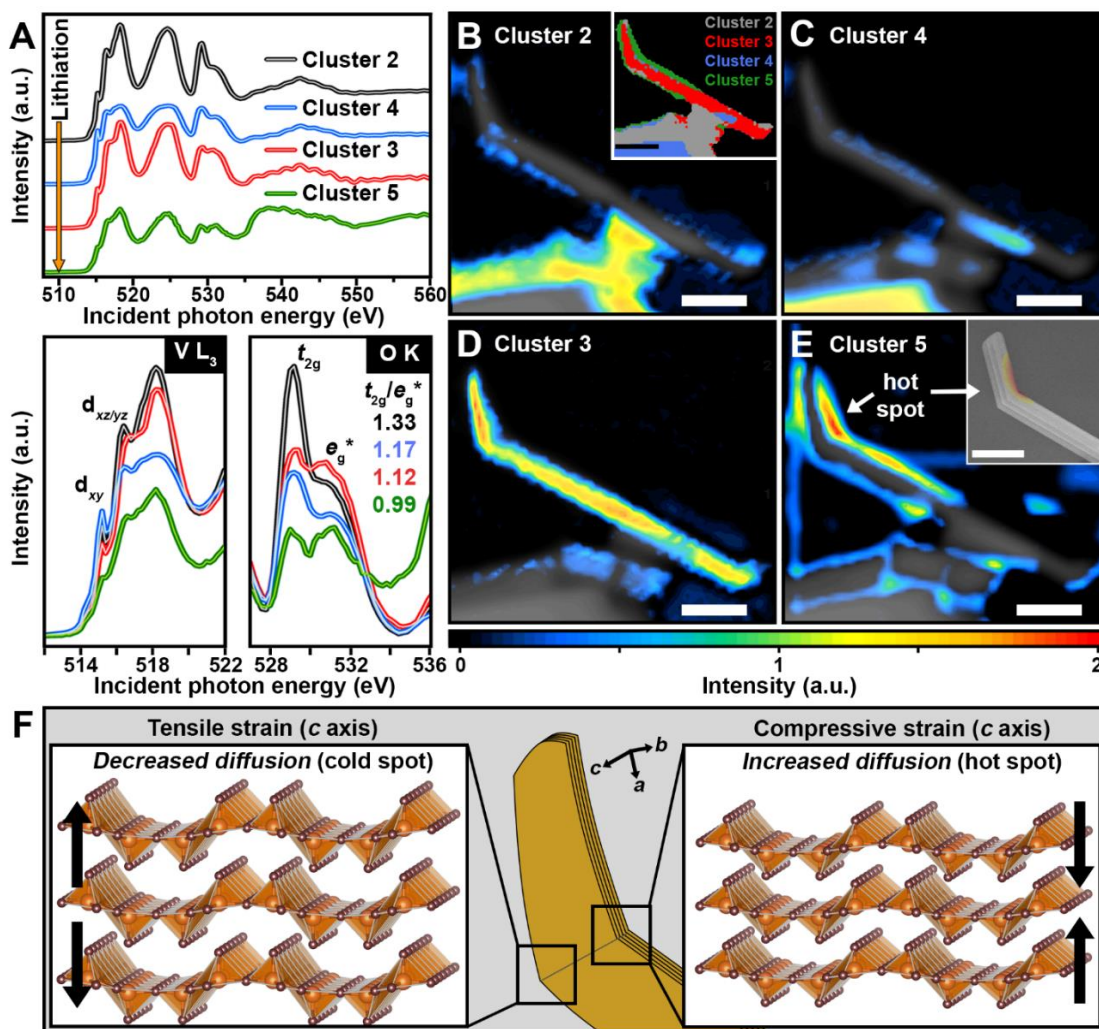 A
Intensity (a.u.)
Lithiation
Cluster 2
Cluster 4
Cluster 3
Cluster 5
510 520 530 540 550 560
Incident photon energy (eV)
V L3
dxz/yz
dxy
Intensity (a.u.)
514 518 522
O K
t2g
t2g/eg*
1.33
eg*
1.17
1.12
0.99
528 532 536
Incident photon energy (eV)
B Cluster 2
Cluster 2
Cluster 3
Cluster 4
Cluster 5
C Cluster 4
D Cluster 3
E Cluster 5
hot
spot
0 1 2
Intensity (a.u.)
F
Tensile strain (c axis)
Decreased diffusion (cold spot)
b
c
a
Compressive strain (c axis)
Increased diffusion (hot spot)